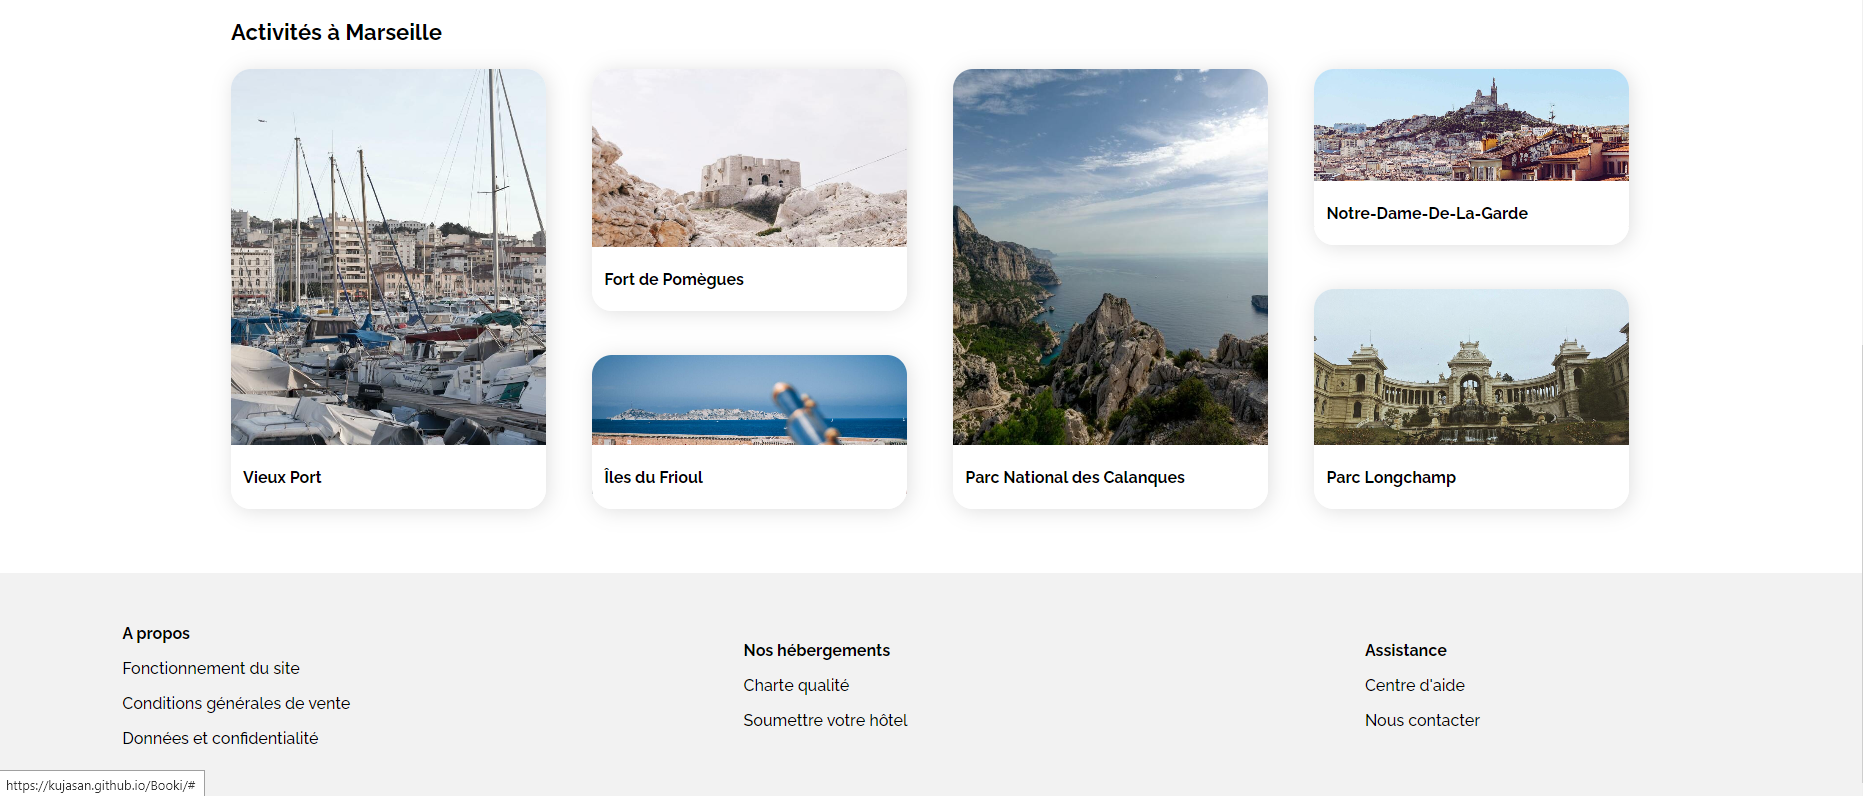 Activités à Marseille
Vieux Port
Fort de Pomègues
Îles du Frioul
Parc National des Calanques
Notre-Dame-De-La-Garde
Parc Longchamp
A propos
Fonctionnement du site
Conditions générales de vente
Données et confidentialité
Nos hébergements
Charte qualité
Soumettre votre hôtel
Assistance
Centre d'aide
Nous contacter
https://kujasan.github.io/Booki/#